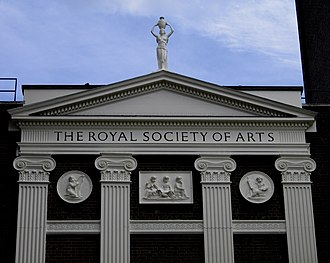 THE ROYAL SOCIETY OF ARTS